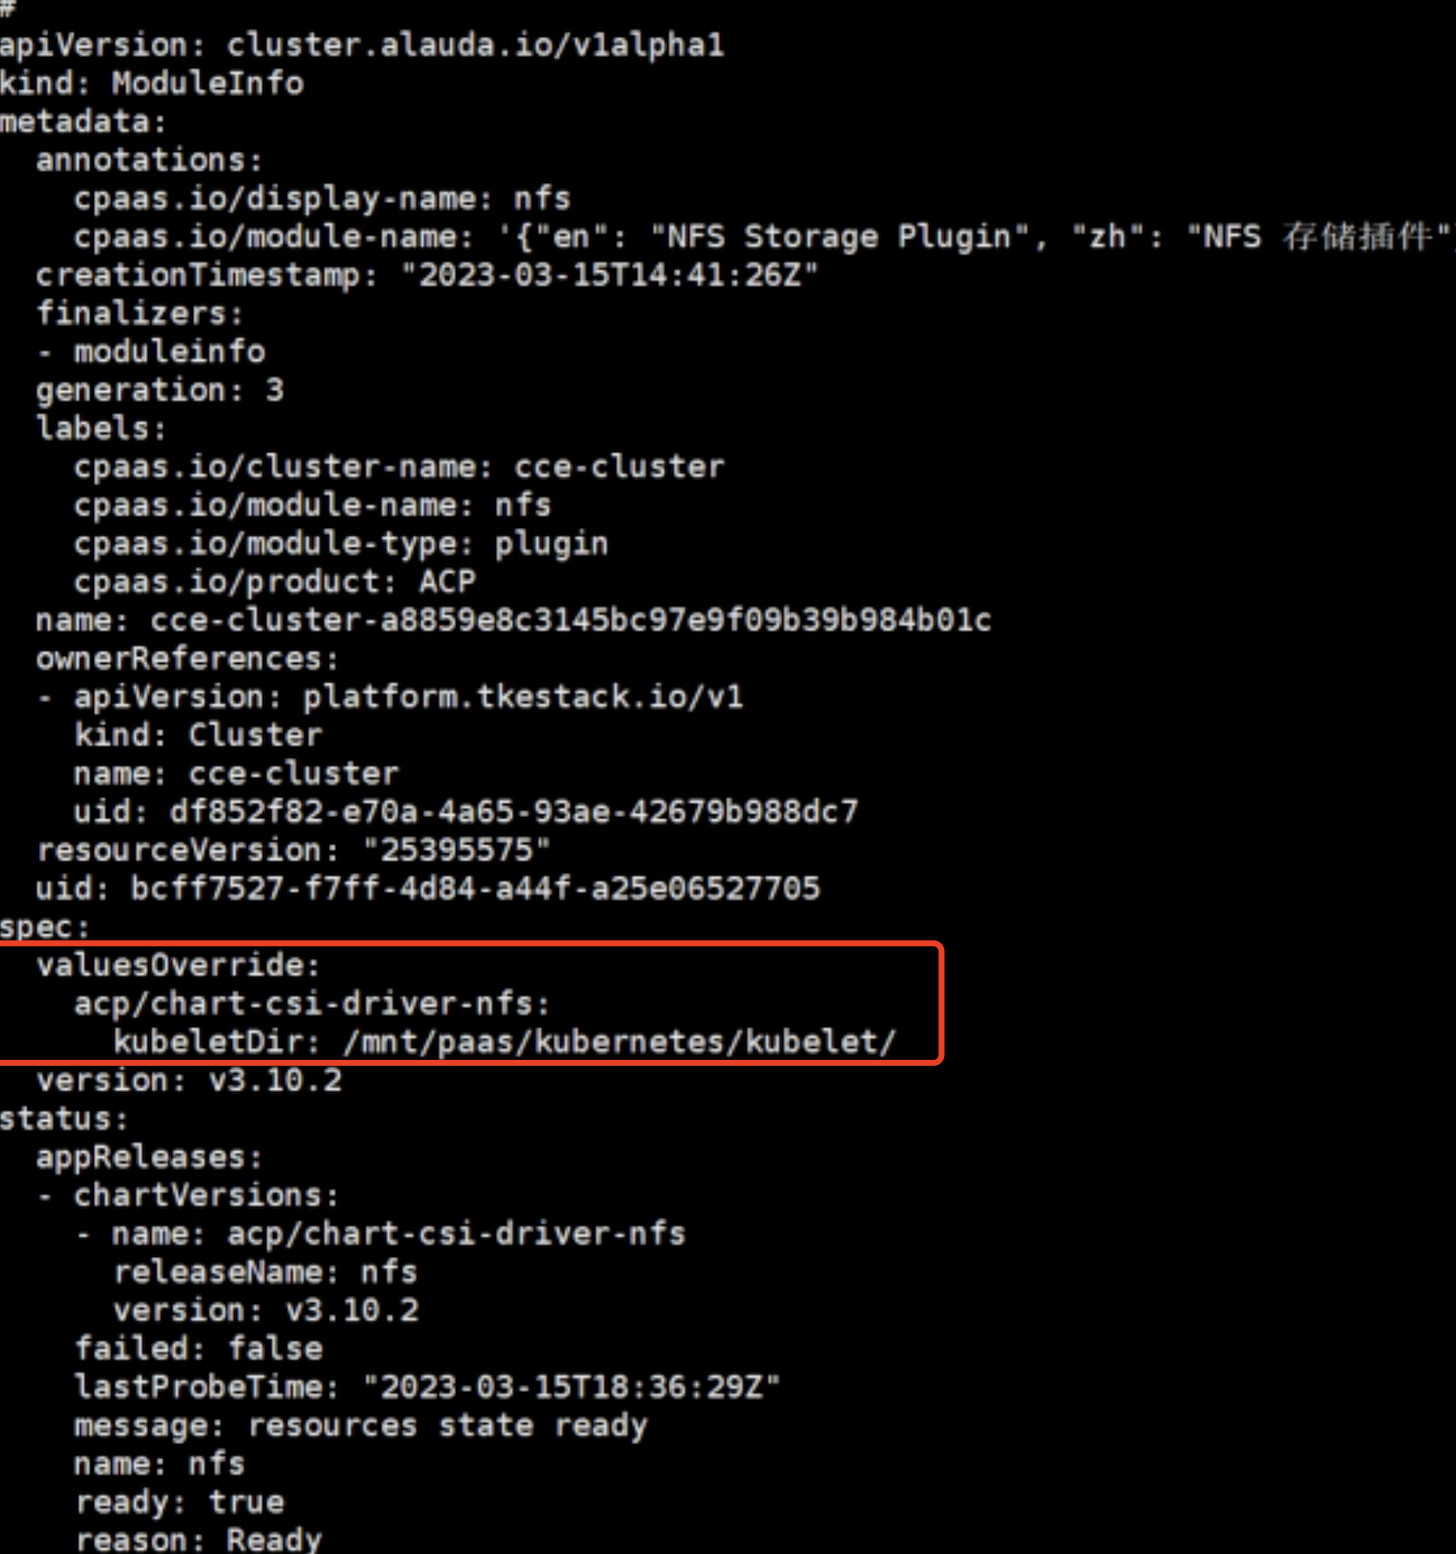 #
apiVersion: cluster.alauda.io/v1alpha1
kind: ModuleInfo
metadata:
  annotations:
    cpaas.io/display-name: nfs
    cpaas.io/module-name: '{"en": "NFS Storage Plugin", "zh": "NFS 存储插件"
  creationTimestamp: "2023-03-15T14:41:26Z"
  finalizers:
  - moduleinfo
  generation: 3
  labels:
    cpaas.io/cluster-name: cce-cluster
    cpaas.io/module-name: nfs
    cpaas.io/module-type: plugin
    cpaas.io/product: ACP
  name: cce-cluster-a8859e8c3145bc97e9f09b39b984b01c
  ownerReferences:
  - apiVersion: platform.tkestack.io/v1
    kind: Cluster
    name: cce-cluster
    uid: df852f82-e70a-4a65-93ae-42679b988dc7
  resourceVersion: "25395575"
  uid: bcff7527-f7ff-4d84-a44f-a25e06527705
spec:
  valuesOverride:
    acp/chart-csi-driver-nfs:
      kubeletDir: /mnt/paas/kubernetes/kubelet/
  version: v3.10.2
status:
  appReleases:
  - chartVersions:
    - name: acp/chart-csi-driver-nfs
      releaseName: nfs
      version: v3.10.2
    failed: false
    lastProbeTime: "2023-03-15T18:36:29Z"
    message: resources state ready
    name: nfs
    ready: true
    reason: Ready